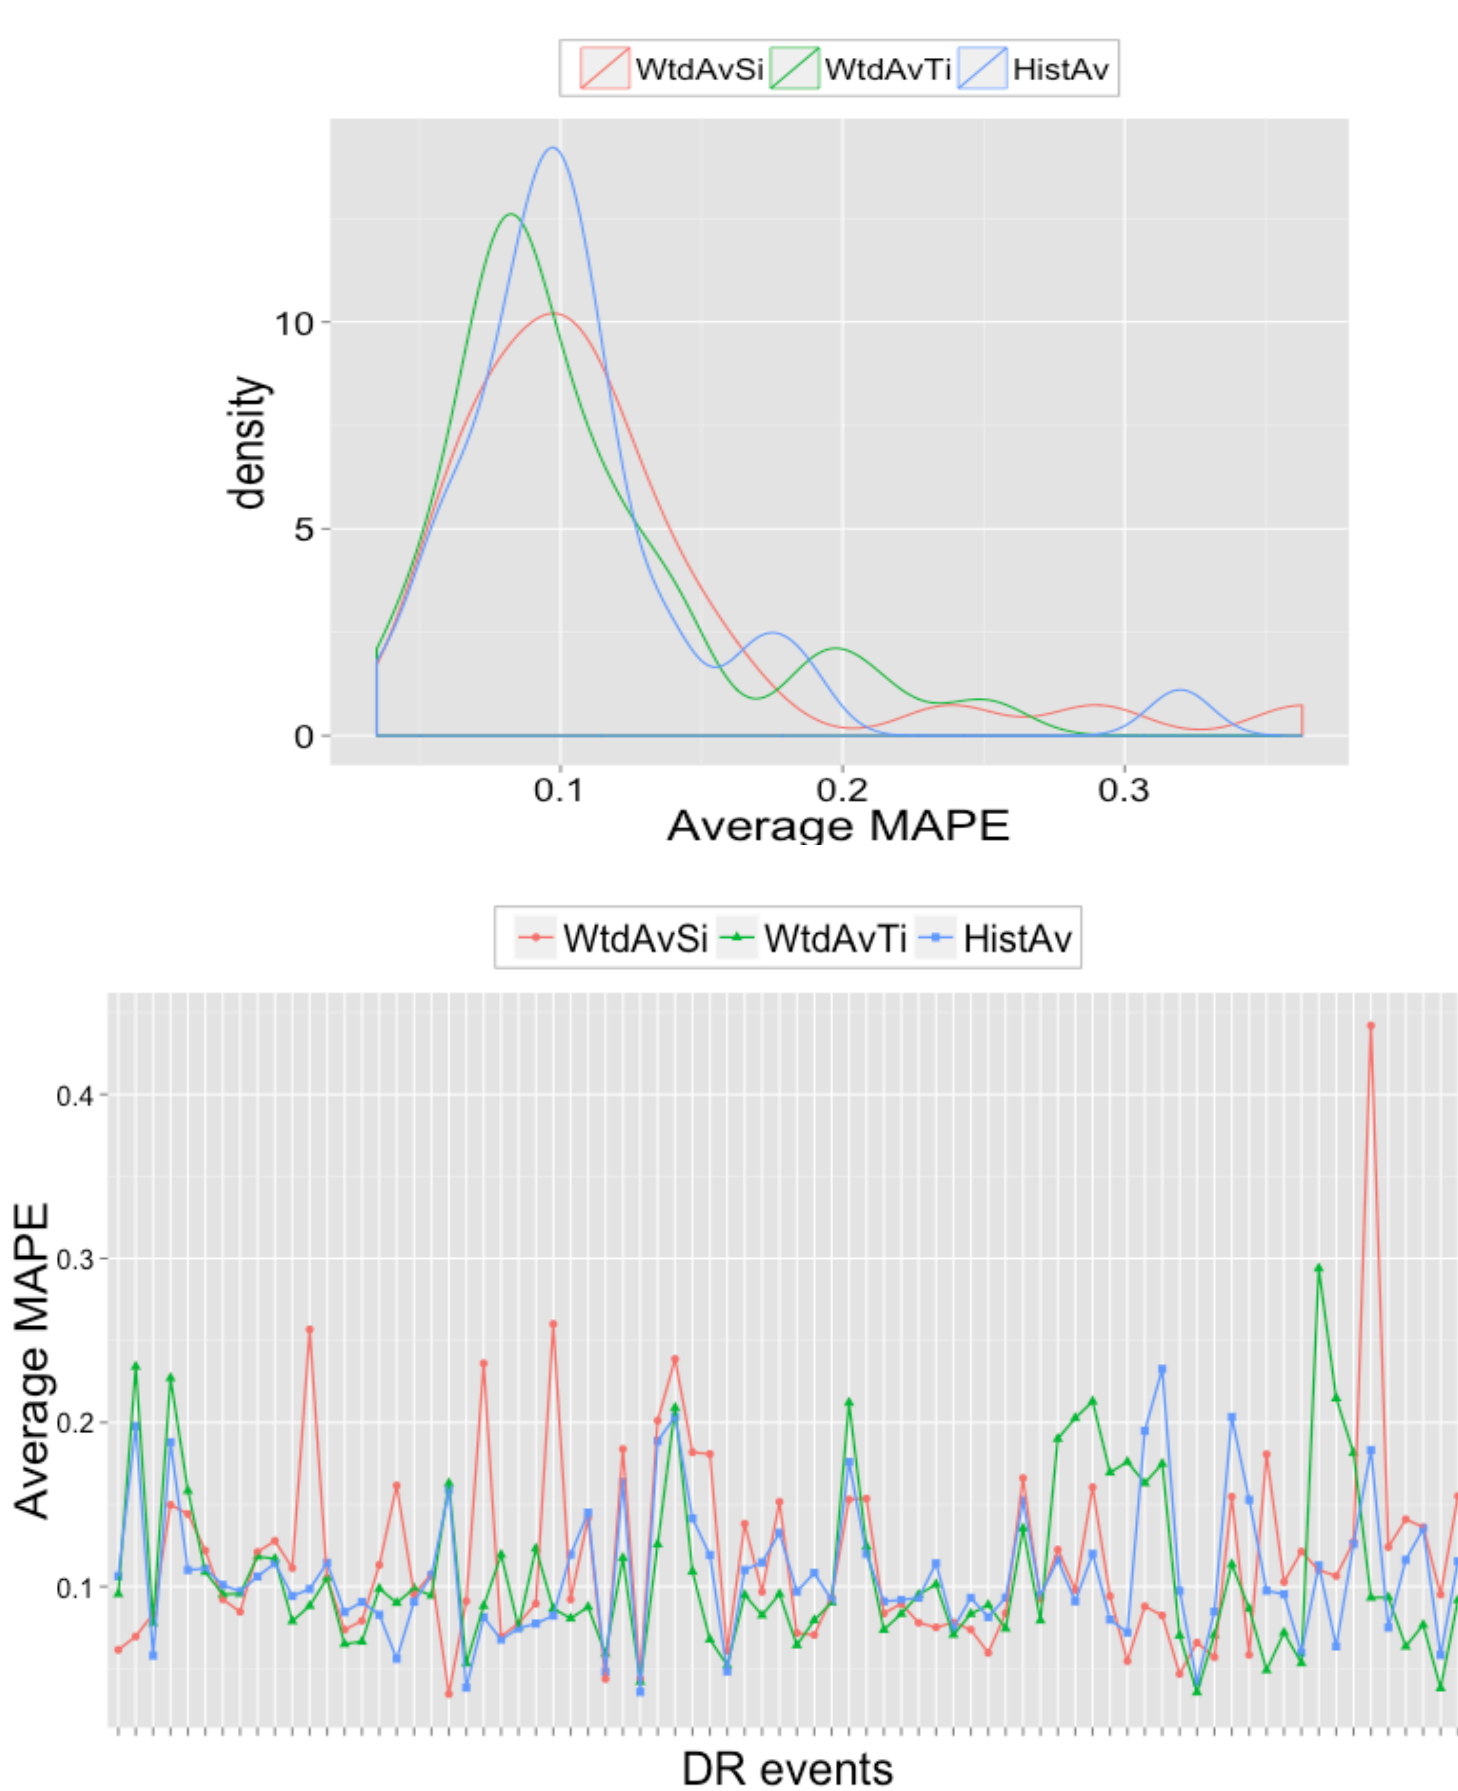 WtdAvSi WtdAvTi HistAv
10
5
0
density
0.1 0.2 0.3
Average MAPE
WtdAvSi WtdAvTi HistAv
0.4
0.3
0.2
0.1
Average MAPE
DR events